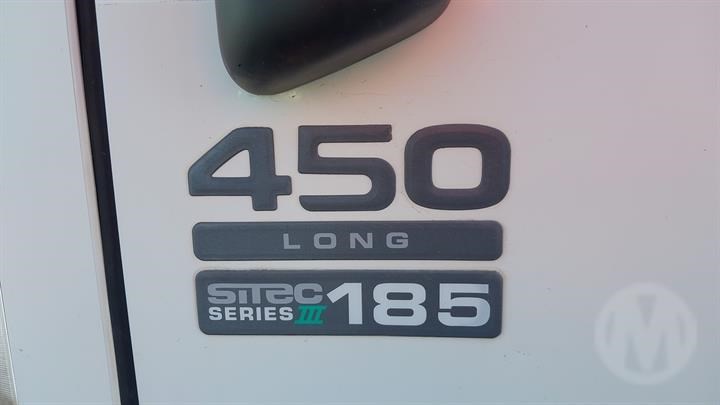 450
LONG
SITEC
SERIES III 185
M